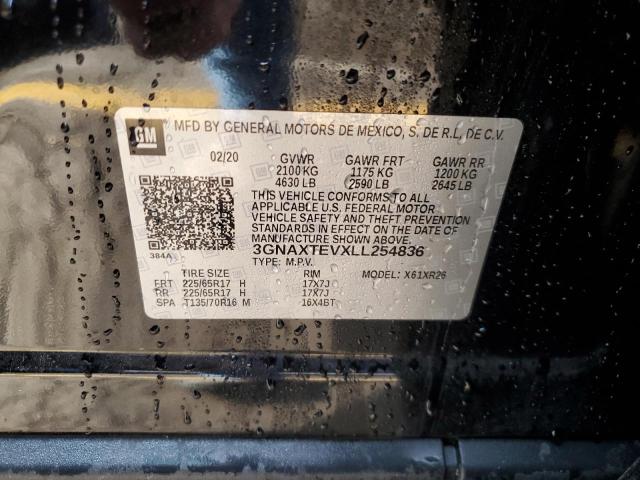 GM MFD BY GENERAL MOTORS DE MEXICO, S. DE R.L, DE C.V.
02/20 GVWR GAWR FRT GAWR RR
2100 KG 1175 KG 1200 KG
4630 LB 2590 LB 2645 LB
THIS VEHICLE CONFORMS TO ALL
APPLICABLE U.S. FEDERAL MOTOR
VEHICLE SAFETY AND THEFT PREVENTION
STANDARDS IN EFFECT ON THE DATE OF
MANUFACTURE SHOWN ABOVE.
384A 3GNAXTEVXLL254836
TYPE: M.P.V.
TIRE SIZE RIM MODEL: X61XR26
FRT 225/65R17 H 17X7J
RR 225/65R17 H 17X7J
SPA T135/70R16 M 16X4BT